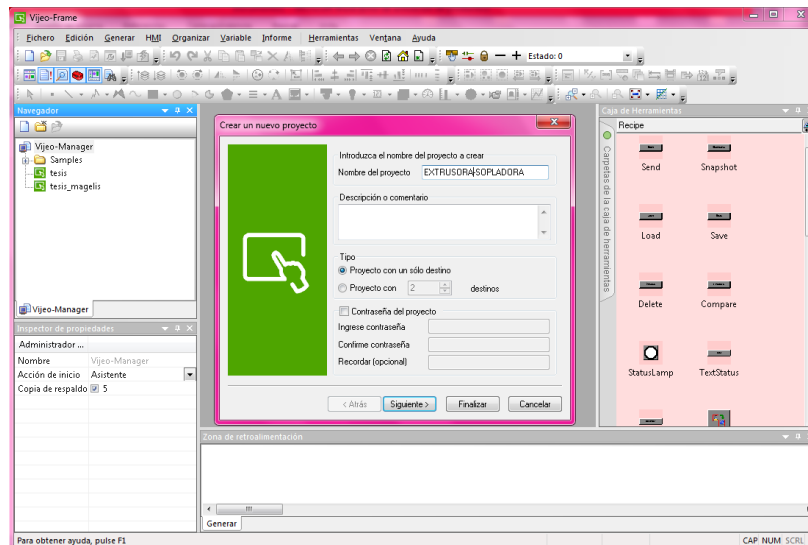 Vijeo-Frame
Fichero Edición Generar HMI Organizar Variable Informe Herramientas Ventana Ayuda
Estado: 0
Navegador
Vijeo-Manager
Samples
tesis
tesis_magelis
Vijeo-Manager
Inspector de propiedades
Administrador ...
Nombre Vijeo-Manager
Acción de inicio Asistente
Copia de respaldo 5
Crear un nuevo proyecto
Introduzca el nombre del proyecto a crear
Nombre del proyecto EXTRUSORA-SOPLADORA
Descripción o comentario
Tipo
Proyecto con un sólo destino
Proyecto con 2 destinos
Contraseña del proyecto
Ingrese contraseña
Confirme contraseña
Recordar (opcional)
< Atrás Siguiente > Finalizar Cancelar
Caja de Herramientas
Carpetas de la caja de herramientas
Recipe
Send Snapshot
Load Save
Delete Compare
StatusLamp TextStatus
Zona de retroalimentación
Generar
Para obtener ayuda, pulse F1
CAP NUM SCRL